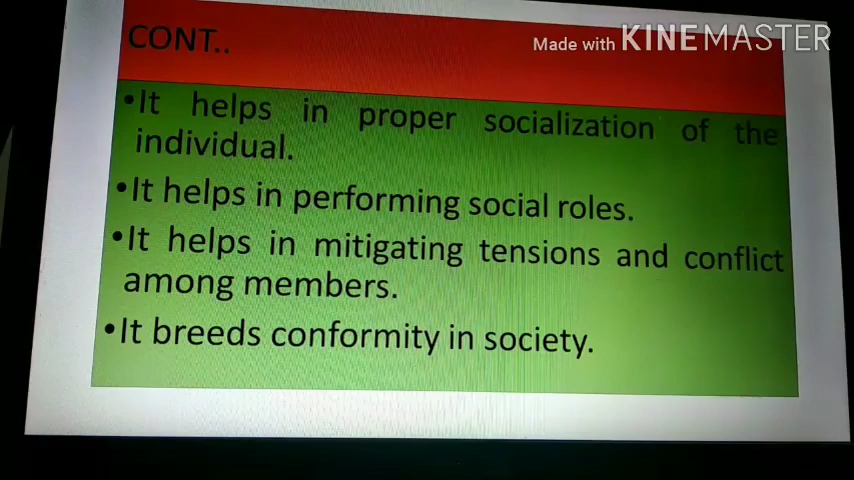 CONT..
Made with KINEMASTER
•It helps in proper socialization of the
individual.
•It helps in performing social roles.
•It helps in mitigating tensions and conflict
among members.
•It breeds conformity in society.